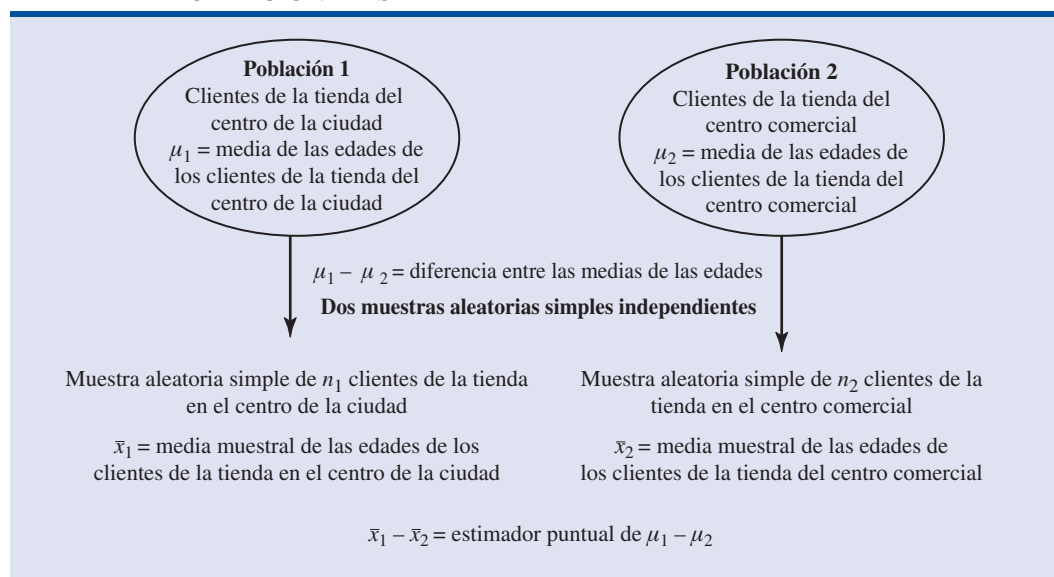 Población 1
Clientes de la tienda del
centro de la ciudad
μ1 = media de las edades de
los clientes de la tienda del
centro de la ciudad
Población 2
Clientes de la tienda del
centro comercial
μ2 = media de las edades de
los clientes de la tienda del
centro comercial
μ1 – μ2 = diferencia entre las medias de las edades
Dos muestras aleatorias simples independientes
Muestra aleatoria simple de n1 clientes de la tienda
en el centro de la ciudad
x̄1 = media muestral de las edades de los
clientes de la tienda en el centro de la ciudad
Muestra aleatoria simple de n2 clientes de la
tienda en el centro comercial
x̄2 = media muestral de las edades de
los clientes de la tienda del centro comercial
x̄1 – x̄2 = estimador puntual de μ1 – μ2